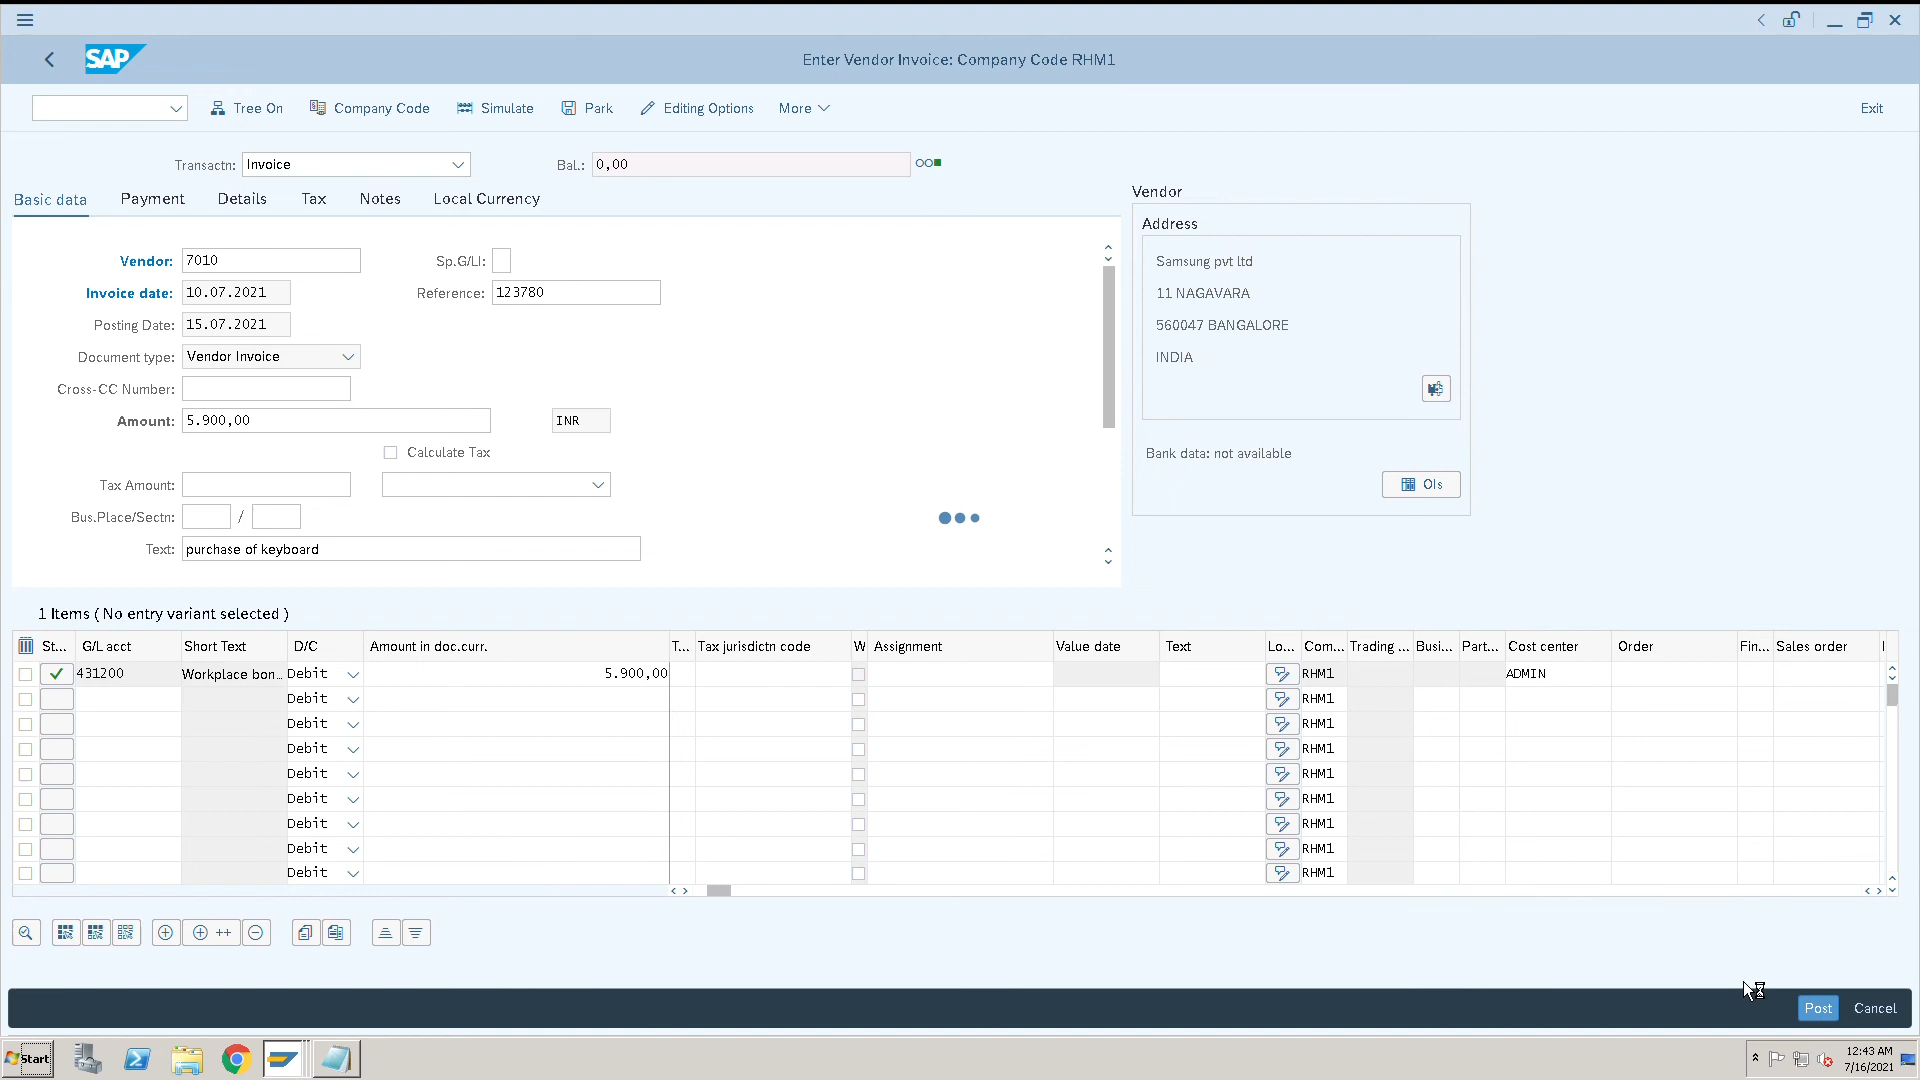 SAP
Enter Vendor Invoice: Company Code RHM1
Tree On Company Code Simulate Park Editing Options More Exit
Transactn: Invoice Bal.: 0,00
Basic data Payment Details Tax Notes Local Currency
Vendor
Address
Samsung pvt ltd
11 NAGAVARA
560047 BANGALORE
INDIA
Bank data: not available
OIs
Vendor: 7010 Sp.G/LI:
Invoice date: 10.07.2021 Reference: 123780
Posting Date: 15.07.2021
Document type: Vendor Invoice
Cross-CC Number:
Amount: 5.900,00 INR
Calculate Tax
Tax Amount:
Bus.Place/Sectn: /
Text: purchase of keyboard
1 Items ( No entry variant selected )
St... G/L acct Short Text D/C Amount in doc.curr. T... Tax jurisdictn code W Assignment Value date Text Lo... Com... Trading ... Busi... Part... Cost center Order Fin... Sales order
431200 Workplace bon... Debit 5.900,00 RHM1 ADMIN
Debit RHM1
Debit RHM1
Debit RHM1
Debit RHM1
Debit RHM1
Debit RHM1
Debit RHM1
Debit RHM1
++
Post Cancel
Start 12:43 AM
7/16/2021